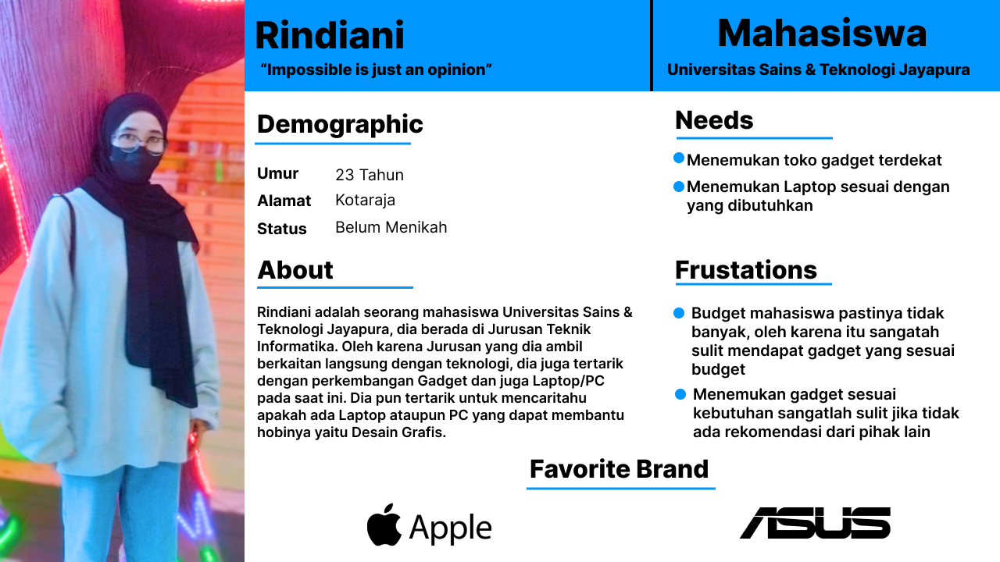 Rindiani
“Impossible is just an opinion”
Mahasiswa
Universitas Sains & Teknologi Jayapura
Demographic
Umur 23 Tahun
Alamat Kotaraja
Status Belum Menikah
About
Rindiani adalah seorang mahasiswa Universitas Sains &
Teknologi Jayapura, dia berada di Jurusan Teknik
Informatika. Oleh karena Jurusan yang dia ambil
berkaitan langsung dengan teknologi, dia juga tertarik
dengan perkembangan Gadget dan juga Laptop/PC
pada saat ini. Dia pun tertarik untuk mencaritahu
apakah ada Laptop ataupun PC yang dapat membantu
hobinya yaitu Desain Grafis.
Needs
Menemukan toko gadget terdekat
Menemukan Laptop sesuai dengan
yang dibutuhkan
Frustations
Budget mahasiswa pastinya tidak
banyak, oleh karena itu sangatah
sulit mendapat gadget yang sesuai
budget
Menemukan gadget sesuai
kebutuhan sangatlah sulit jika tidak
ada rekomendasi dari pihak lain
Favorite Brand
Apple
ASUS